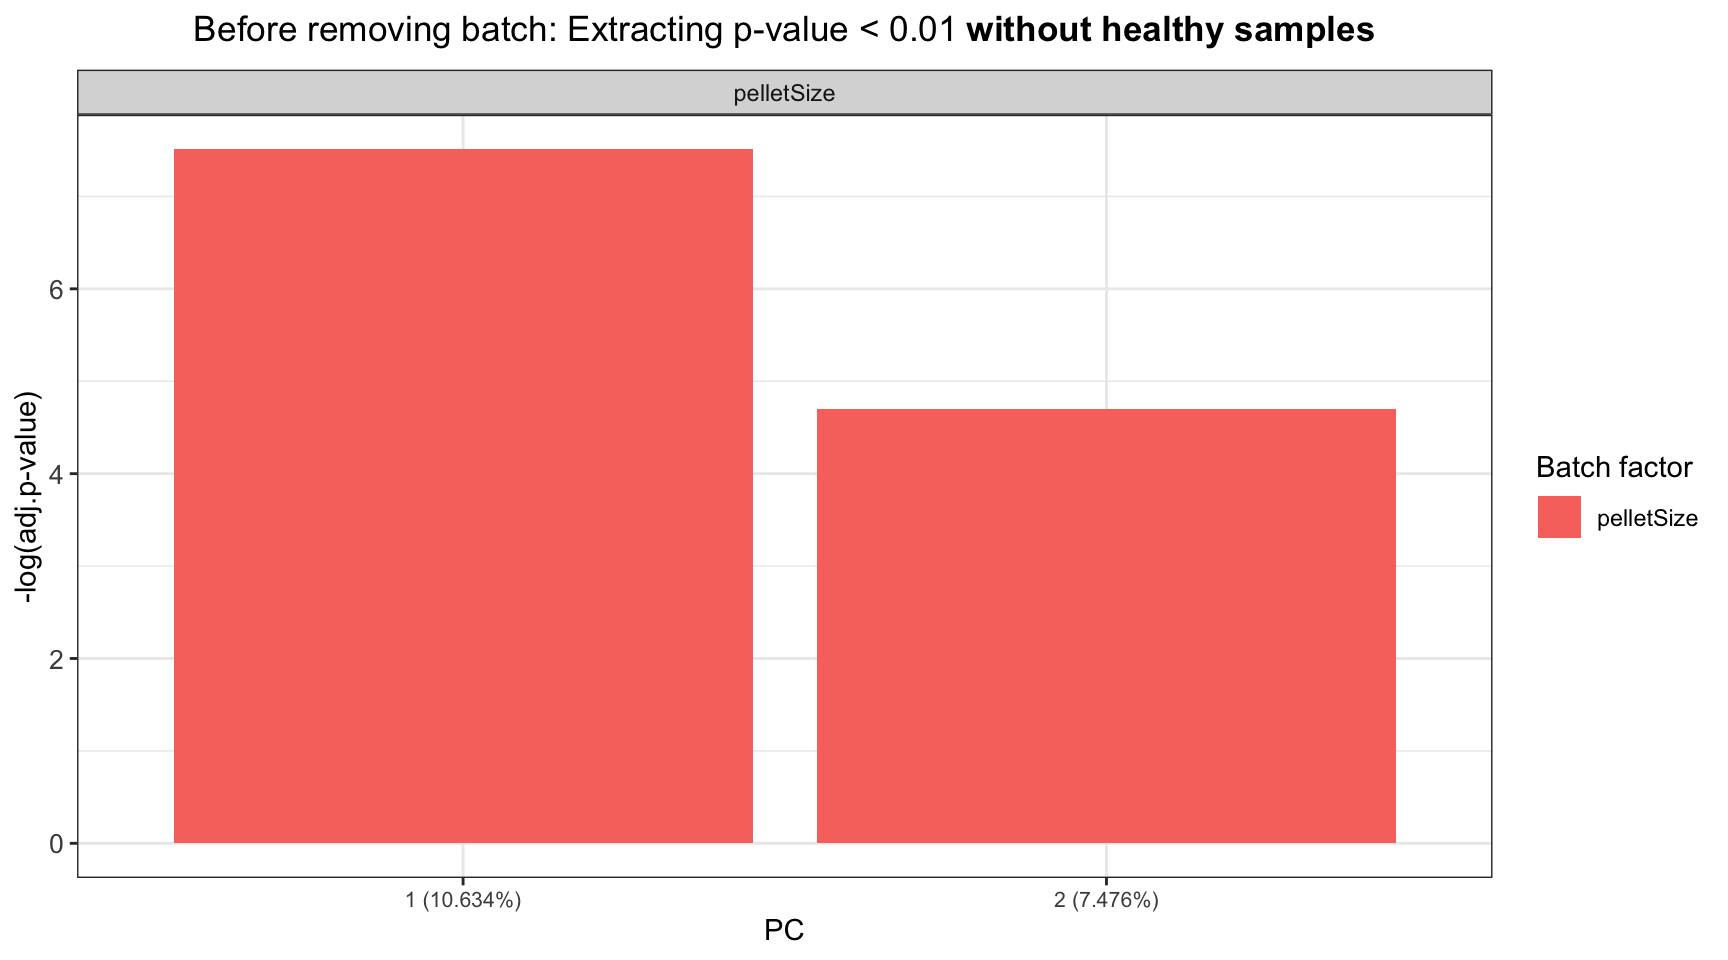 Before removing batch: Extracting p-value < 0.01 without healthy samples
pelletSize
6
4
2
0
-log(adj.p-value)
1 (10.634%)
2 (7.476%)
PC
Batch factor
pelletSize